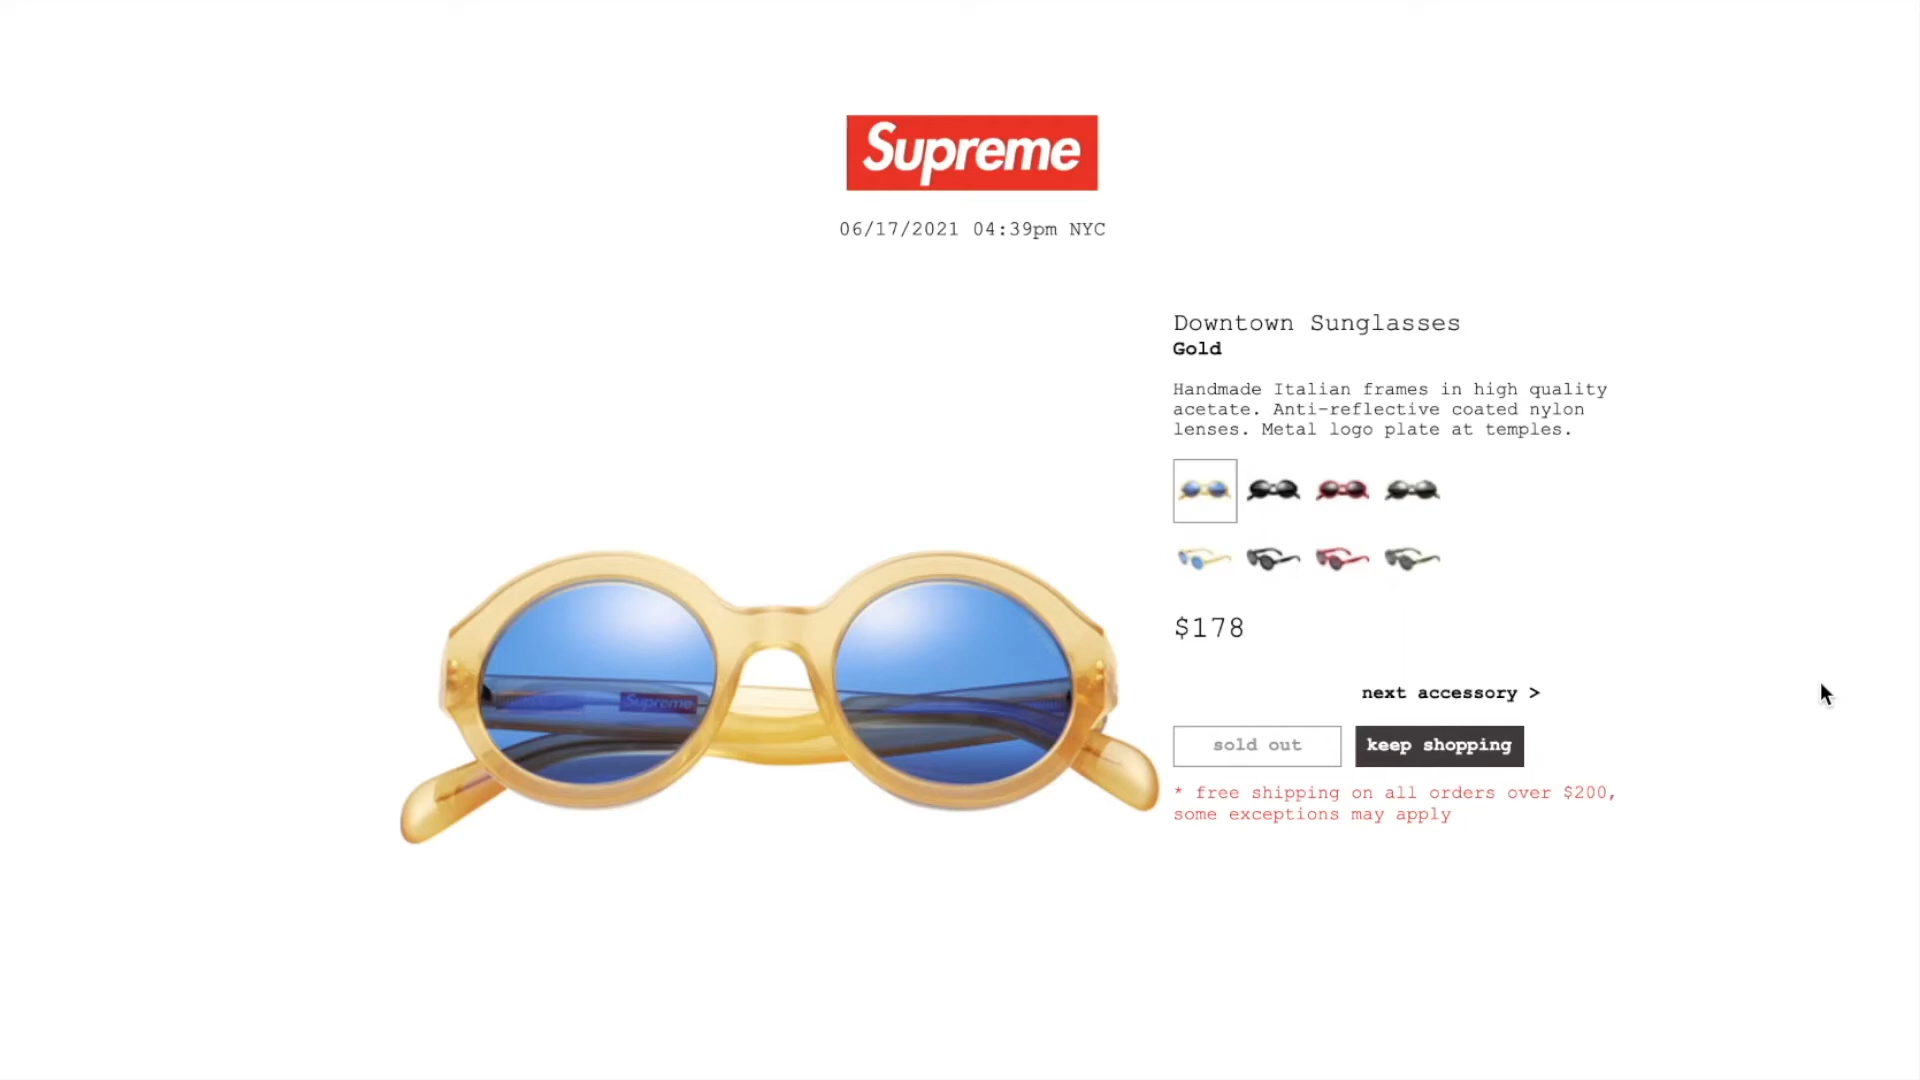 Supreme
06/17/2021 04:39pm NYC
Downtown Sunglasses
Gold
Handmade Italian frames in high quality
acetate. Anti-reflective coated nylon
lenses. Metal logo plate at temples.
Supreme
$178
next accessory >
sold out
keep shopping
* free shipping on all orders over $200,
some exceptions may apply